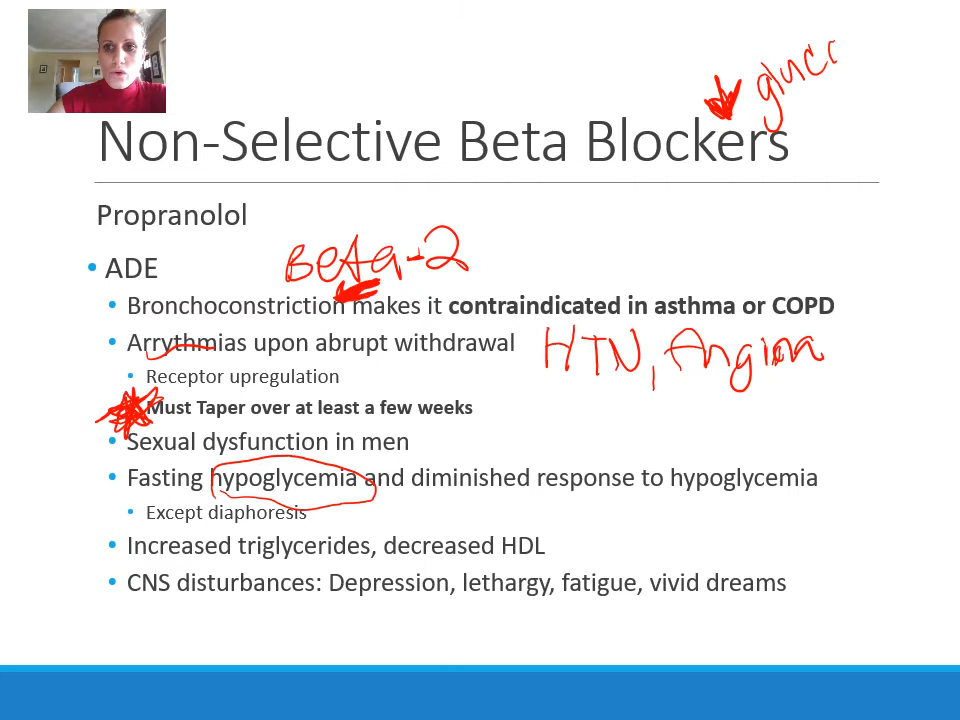 gluc
Non-Selective Beta Blockers
Propranolol
• ADE
Beta-2
• Bronchoconstriction makes it contraindicated in asthma or COPD
• Arrythmias upon abrupt withdrawal
HTN, Angina
• Receptor upregulation
• Must Taper over at least a few weeks
• Sexual dysfunction in men
• Fasting hypoglycemia and diminished response to hypoglycemia
• Except diaphoresis
• Increased triglycerides, decreased HDL
• CNS disturbances: Depression, lethargy, fatigue, vivid dreams